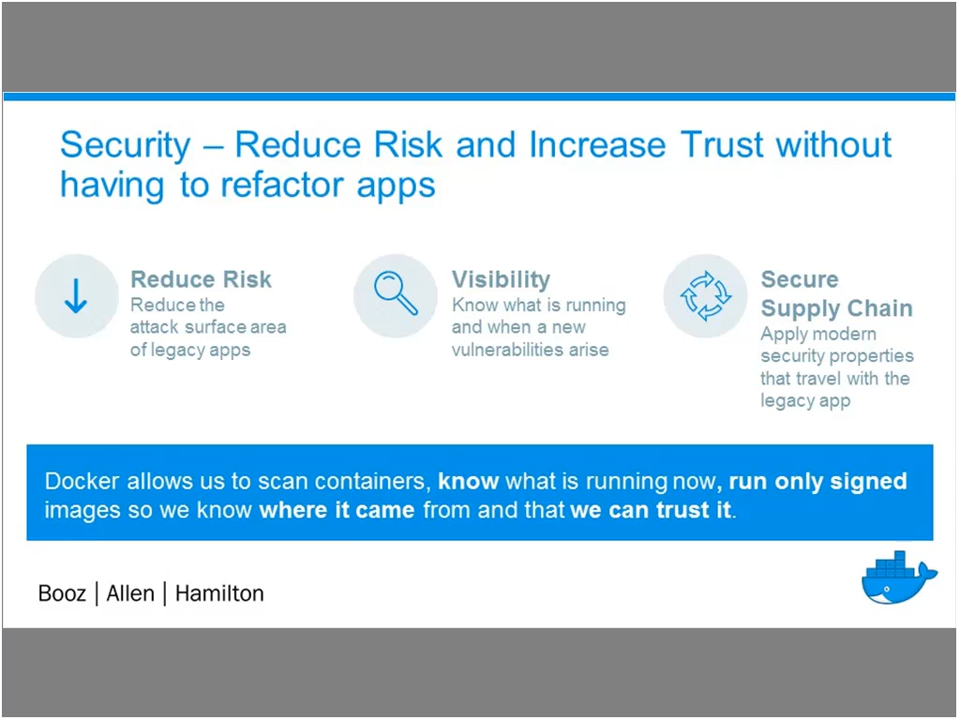 Security – Reduce Risk and Increase Trust without
having to refactor apps
Reduce Risk
Reduce the
attack surface area
of legacy apps
Visibility
Know what is running
and when a new
vulnerabilities arise
Secure
Supply Chain
Apply modern
security properties
that travel with the
legacy app
Docker allows us to scan containers, know what is running now, run only signed
images so we know where it came from and that we can trust it.
Booz | Allen | Hamilton